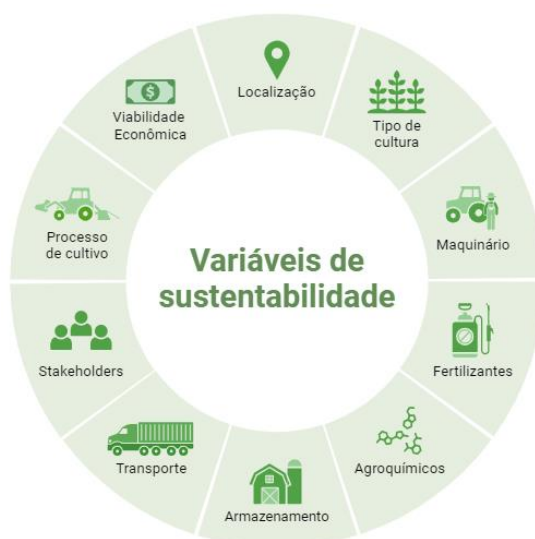 Variáveis de
sustentabilidade
Localização
Tipo de
cultura
Maquinário
Fertilizantes
Agroquímicos
Armazenamento
Transporte
Stakeholders
Processo
de cultivo
Viabilidade
Econômica
$